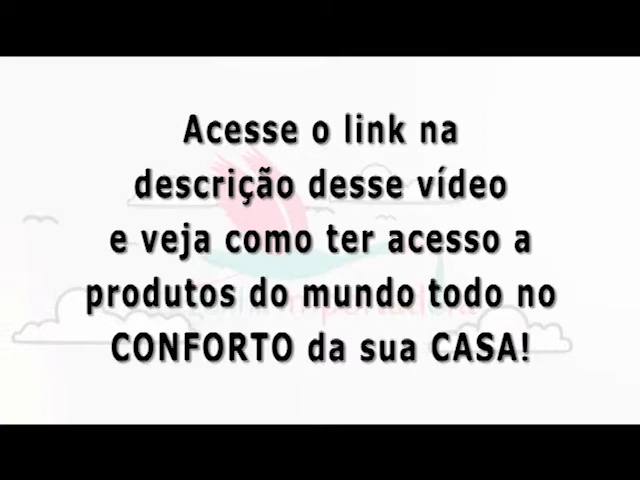 Acesse o link na
descrição desse vídeo
e veja como ter acesso a
produtos do mundo todo no
CONFORTO da sua CASA!